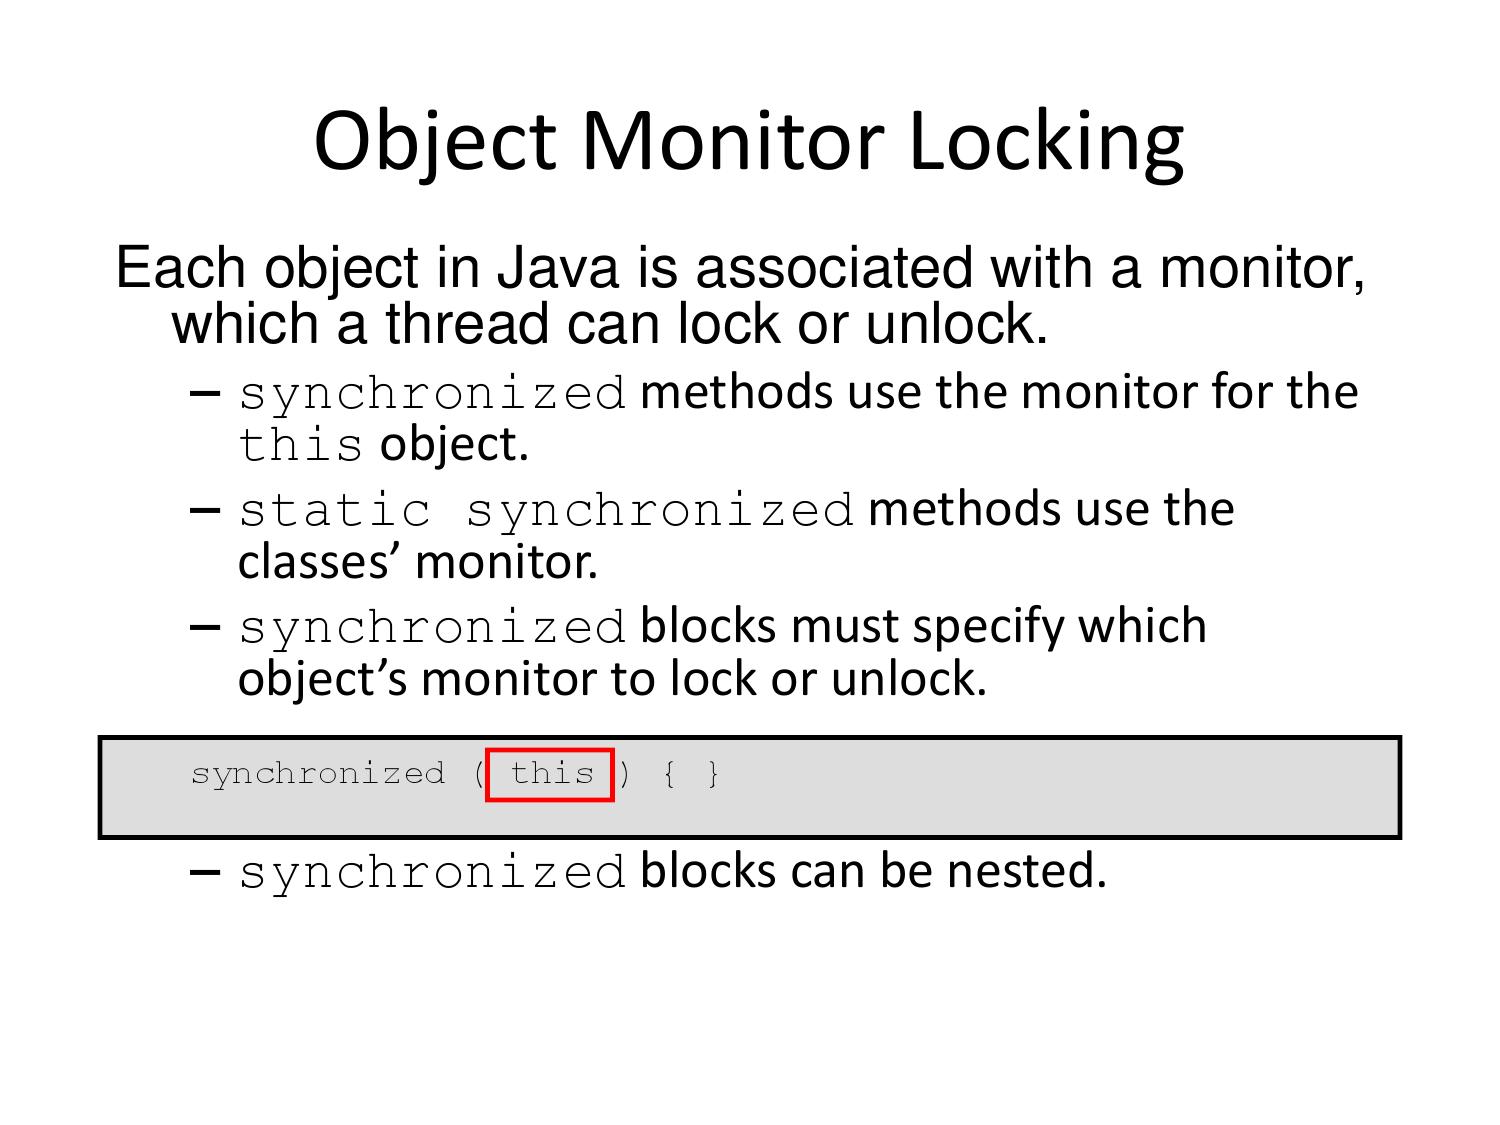 Object Monitor Locking
Each object in Java is associated with a monitor,
which a thread can lock or unlock.
– synchronized methods use the monitor for the
this object.
– static synchronized methods use the
classes’ monitor.
– synchronized blocks must specify which
object’s monitor to lock or unlock.
synchronized ( this ) { }
– synchronized blocks can be nested.